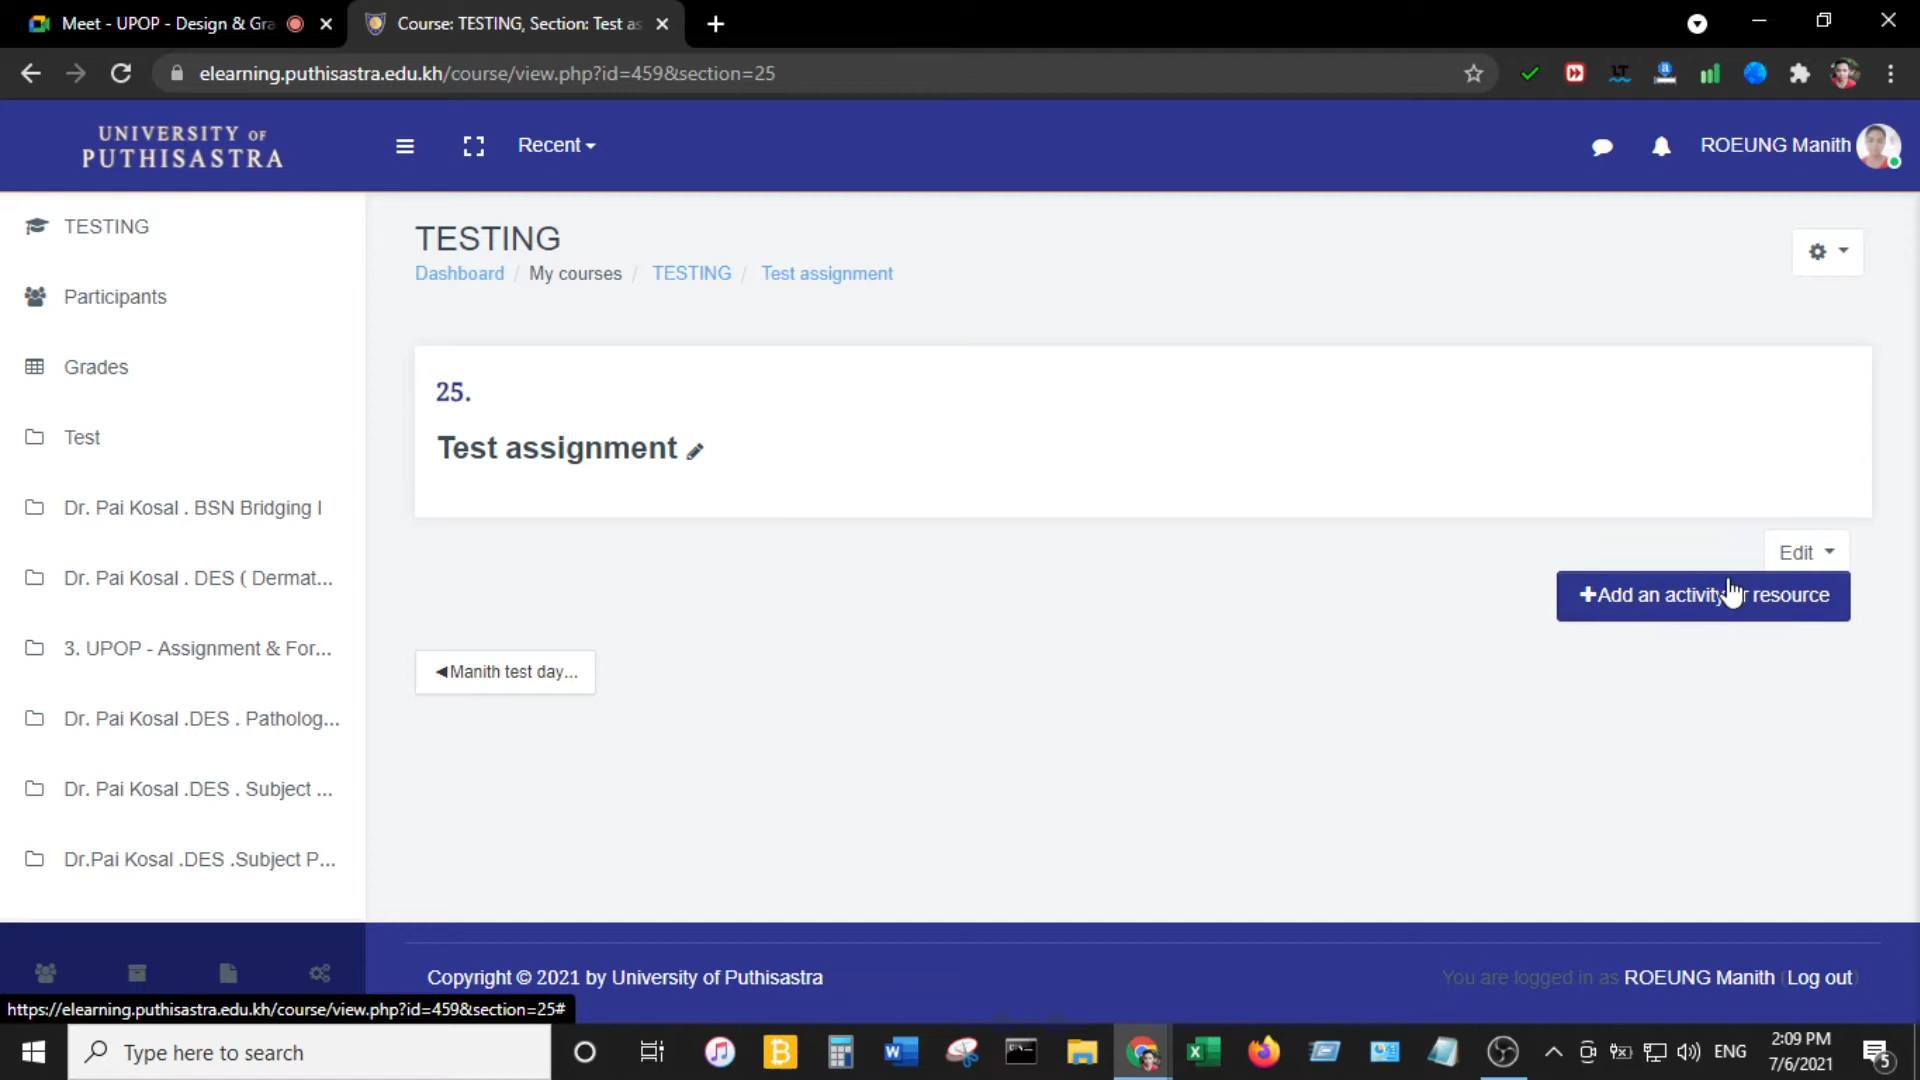 Meet - UPOP - Design & Gra
Course: TESTING, Section: Test as
elearning.puthisastra.edu.kh/course/view.php?id=459&section=25
UNIVERSITY OF
PUTHISASTRA
Recent
ROEUNG Manith
TESTING
Participants
Grades
Test
Dr. Pai Kosal . BSN Bridging I
Dr. Pai Kosal . DES ( Dermat...
3. UPOP - Assignment & For...
Dr. Pai Kosal .DES . Patholog...
Dr. Pai Kosal .DES . Subject ...
Dr.Pai Kosal .DES .Subject P...
TESTING
Dashboard / My courses / TESTING / Test assignment
25.
Test assignment
Edit
+Add an activity resource
◀Manith test day...
Copyright © 2021 by University of Puthisastra
You are logged in as ROEUNG Manith (Log out)
https://elearning.puthisastra.edu.kh/course/view.php?id=459&section=25#
Type here to search
ENG
2:09 PM
7/6/2021
5